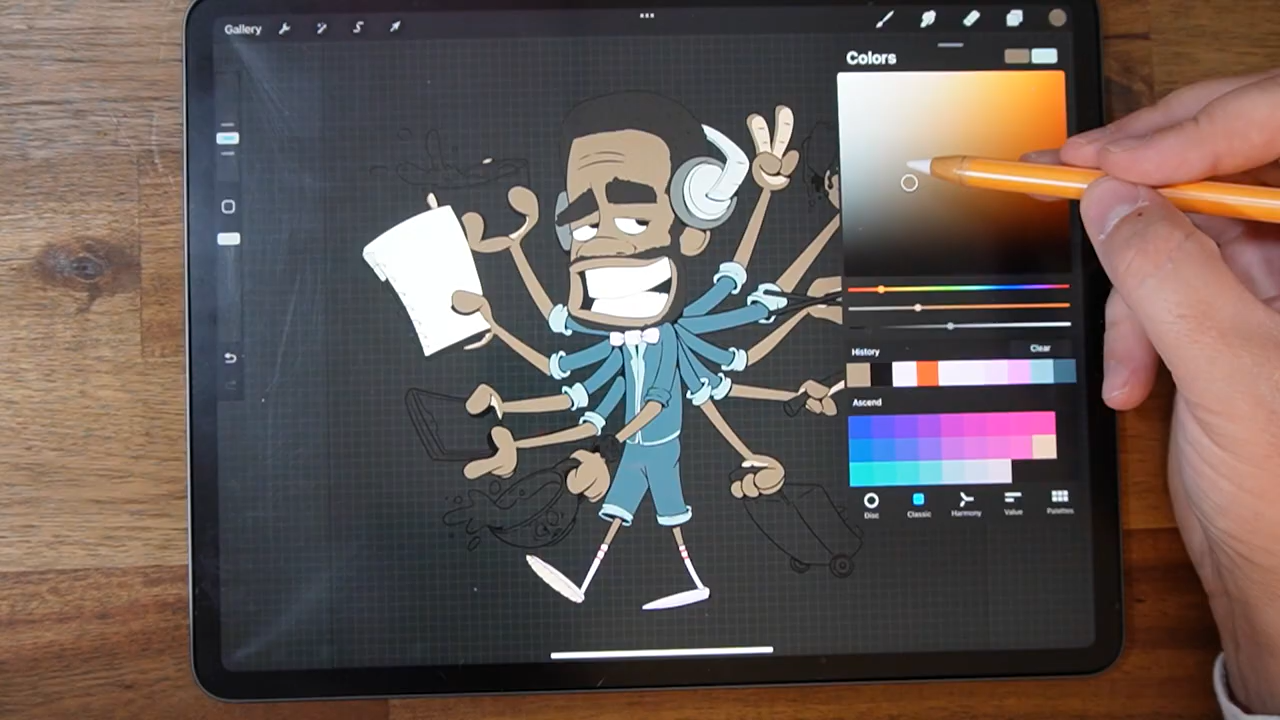 Gallery
Colors
History
Clear
Ascend
Disc
Classic
Harmony
Value
Palettes